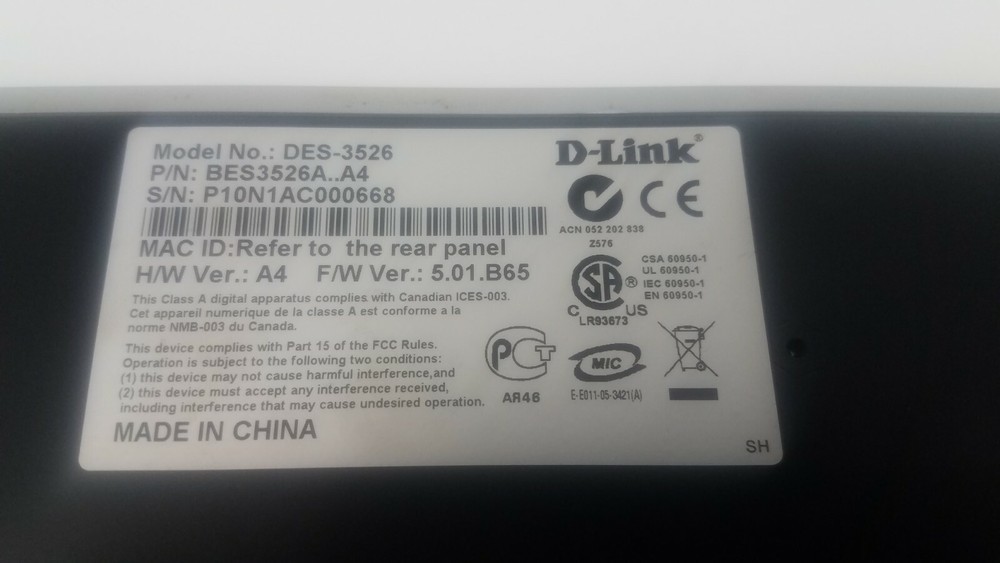 Model No.: DES-3526
P/N: BES3526A..A4
S/N: P10N1AC000668
MAC ID:Refer to the rear panel
H/W Ver.: A4 F/W Ver.: 5.01.B65
This Class A digital apparatus complies with Canadian ICES-003.
Cet appareil numerique de la classe A est conforme a la
norme NMB-003 du Canada.
This device complies with Part 15 of the FCC Rules.
Operation is subject to the following two conditions:
(1) this device may not cause harmful interference,and
(2) this device must accept any interference received,
including interference that may cause undesired operation.
MADE IN CHINA
D-Link®
CE
ACN 052 202 838
Z576
SA®
C US
LR93673
CSA 60950-1
UL 60950-1
IEC 60950-1
EN 60950-1
PCT
АЯ46
MIC
E-E011-05-3421(A)
SH